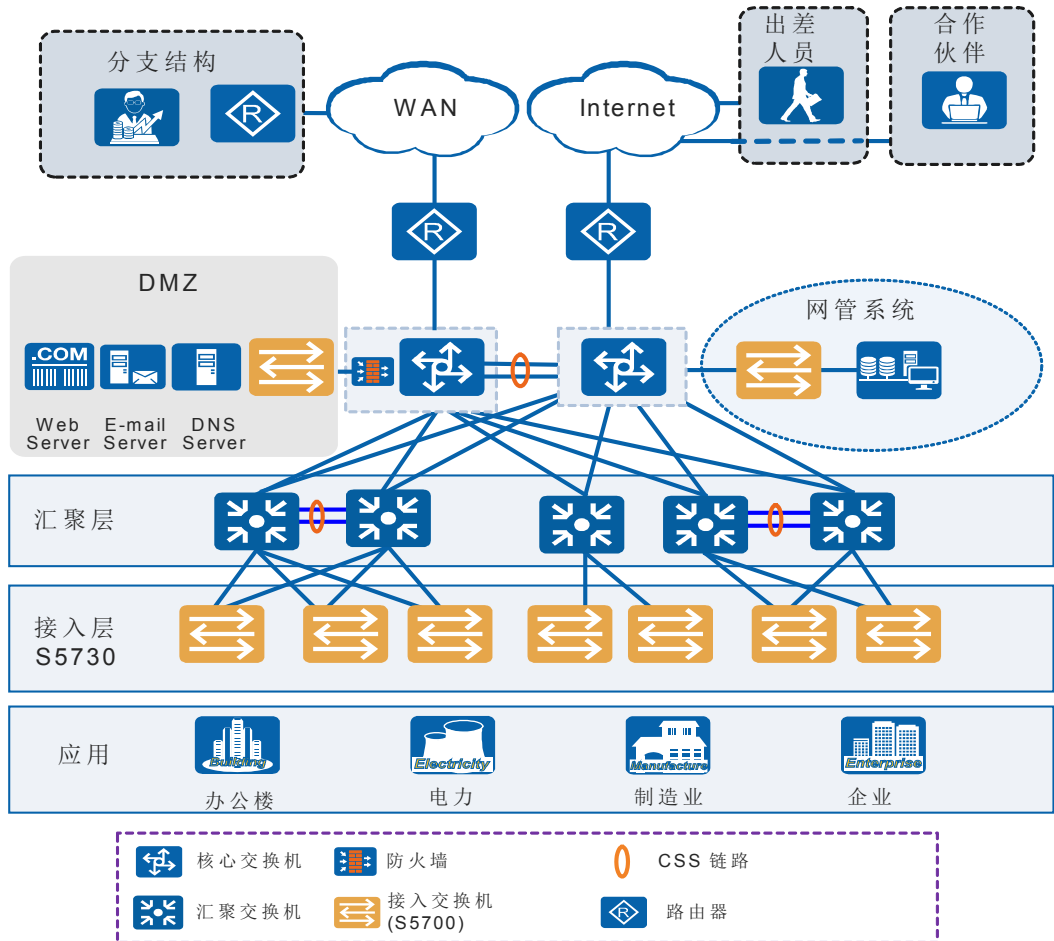 分支结构
WAN
Internet
出差
人员
合作
伙伴
R
R
R
DMZ
网管系统
.COM
Web
Server
E-mail
Server
DNS
Server
汇聚层
接入层
S5730
应用
Building
Electricity
Manufacture
Enterprise
办公楼
电力
制造业
企业
核心交换机
防火墙
CSS 链路
汇聚交换机
接入交换机
(S5700)
R
路由器